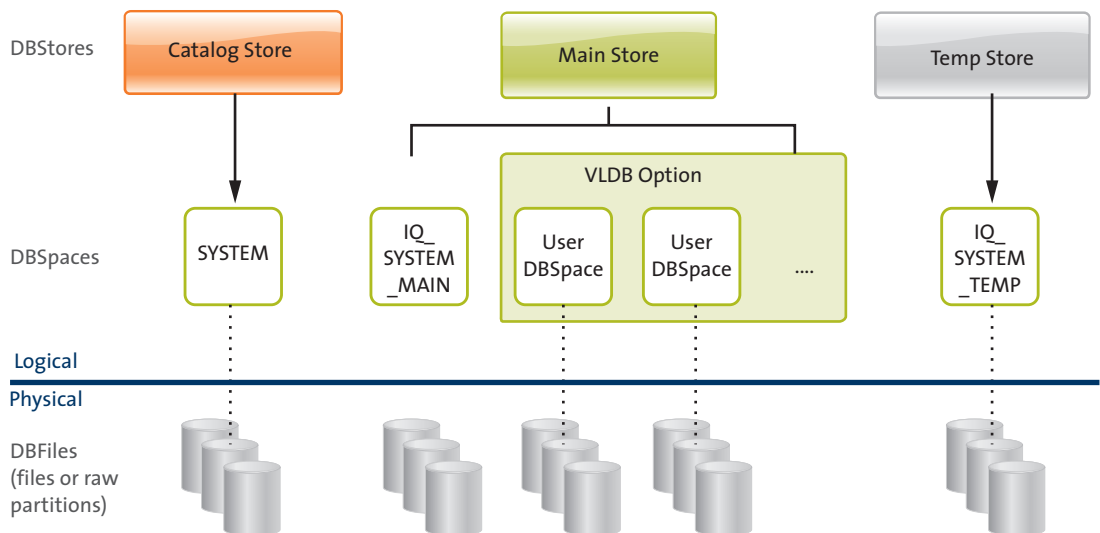 DBStores
Catalog Store
Main Store
Temp Store
VLDB Option
DBSpaces
SYSTEM
IQ_
SYSTEM
_MAIN
User
DBSpace
User
DBSpace
....
IQ_
SYSTEM
_TEMP
Logical
Physical
DBFiles
(files or raw
partitions)